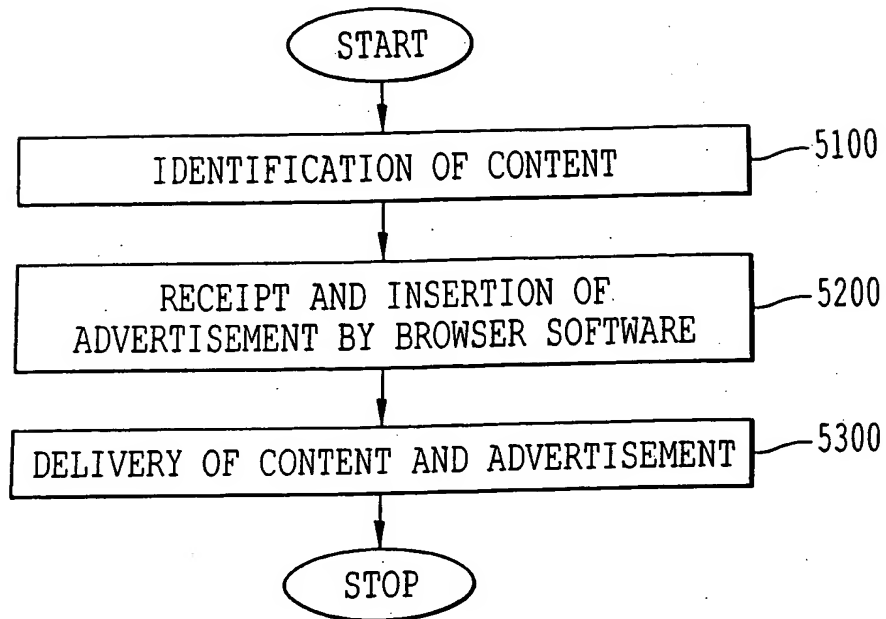 START
IDENTIFICATION OF CONTENT
5100
RECEIPT AND INSERTION OF
ADVERTISEMENT BY BROWSER SOFTWARE
5200
DELIVERY OF CONTENT AND ADVERTISEMENT
5300
STOP